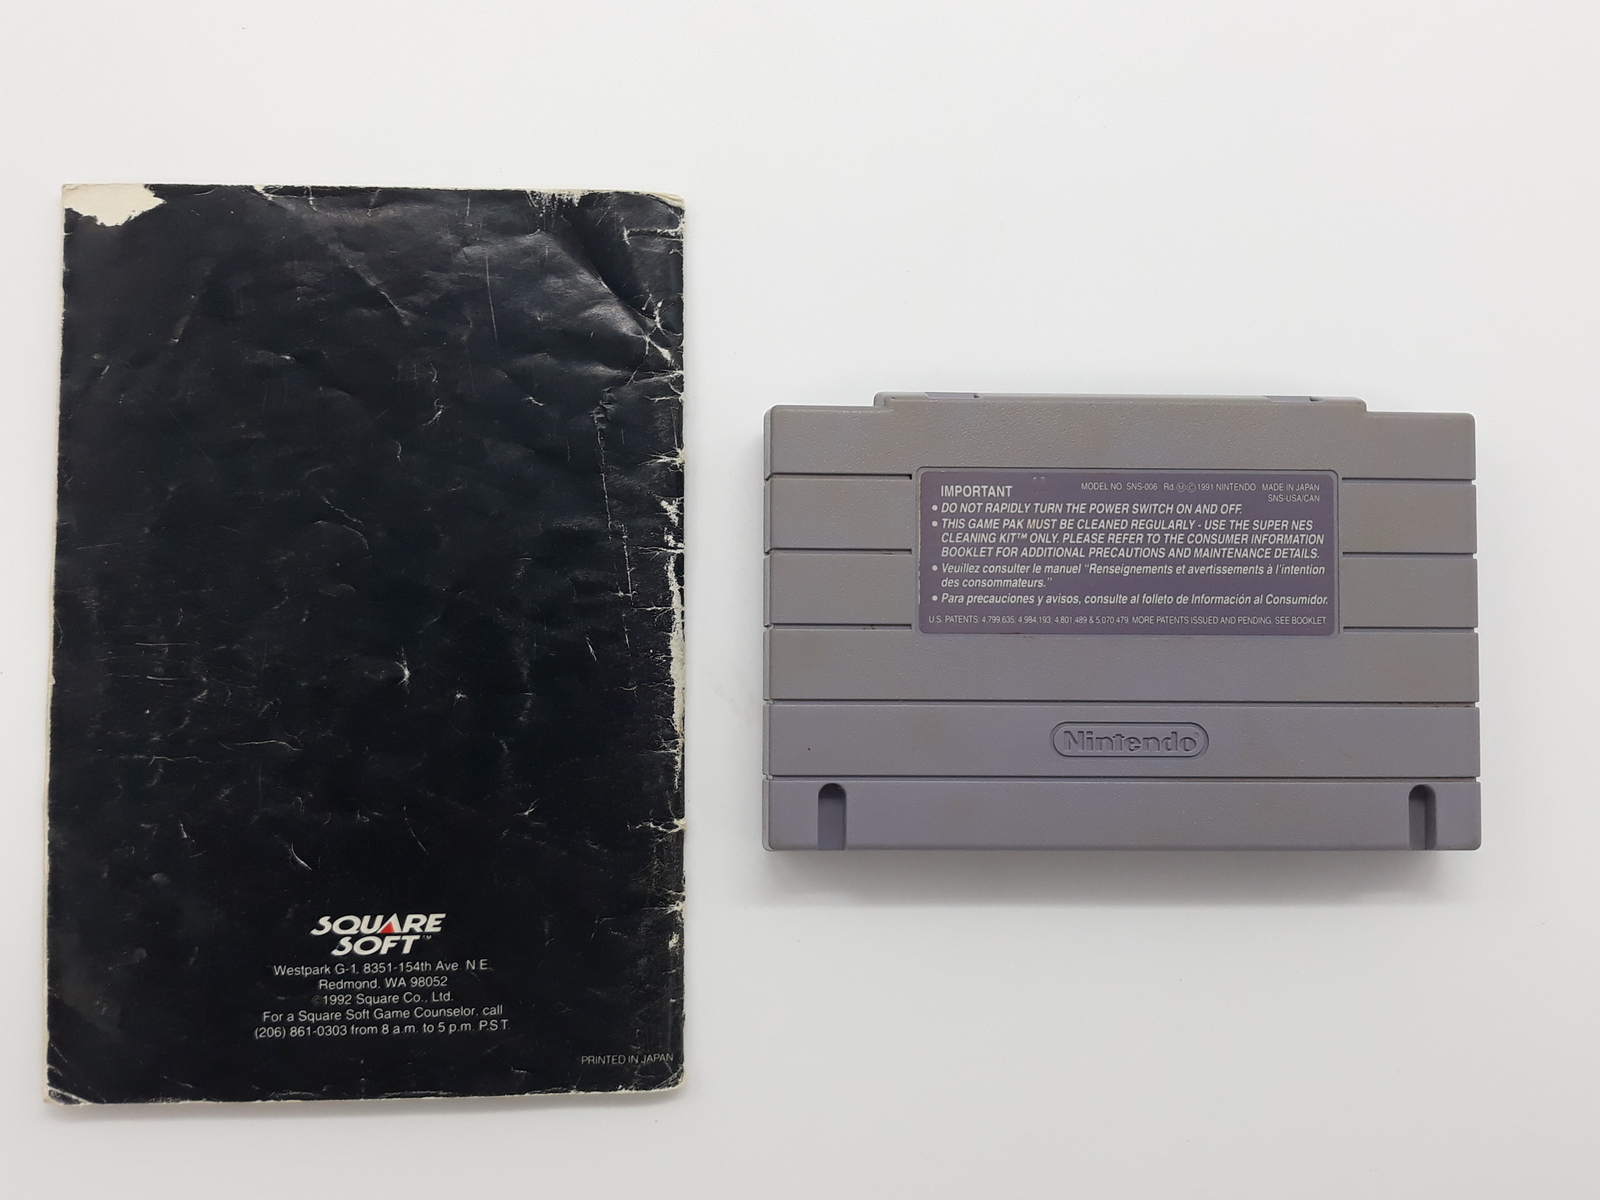 SQUARE
SOFT™
Westpark G-1, 8351-154th Ave N E
Redmond, WA 98052
©1992 Square Co., Ltd.
For a Square Soft Game Counselor, call
(206) 861-0303 from 8 a.m. to 5 p.m. P.S.T.
PRINTED IN JAPAN
IMPORTANT
MODEL NO. SNS-006 Rd. Ⓜ © 1991 NINTENDO MADE IN JAPAN
SNS-USA/CAN
• DO NOT RAPIDLY TURN THE POWER SWITCH ON AND OFF.
• THIS GAME PAK MUST BE CLEANED REGULARLY - USE THE SUPER NES
CLEANING KIT™ ONLY. PLEASE REFER TO THE CONSUMER INFORMATION
BOOKLET FOR ADDITIONAL PRECAUTIONS AND MAINTENANCE DETAILS.
• Veuillez consulter le manuel "Renseignements et avertissements à l'intention
des consommateurs."
• Para precauciones y avisos, consulte al folleto de Información al Consumidor.
U.S. PATENTS: 4,799,635; 4,984,193; 4,801,489 & 5,070,479. MORE PATENTS ISSUED AND PENDING. SEE BOOKLET
Nintendo